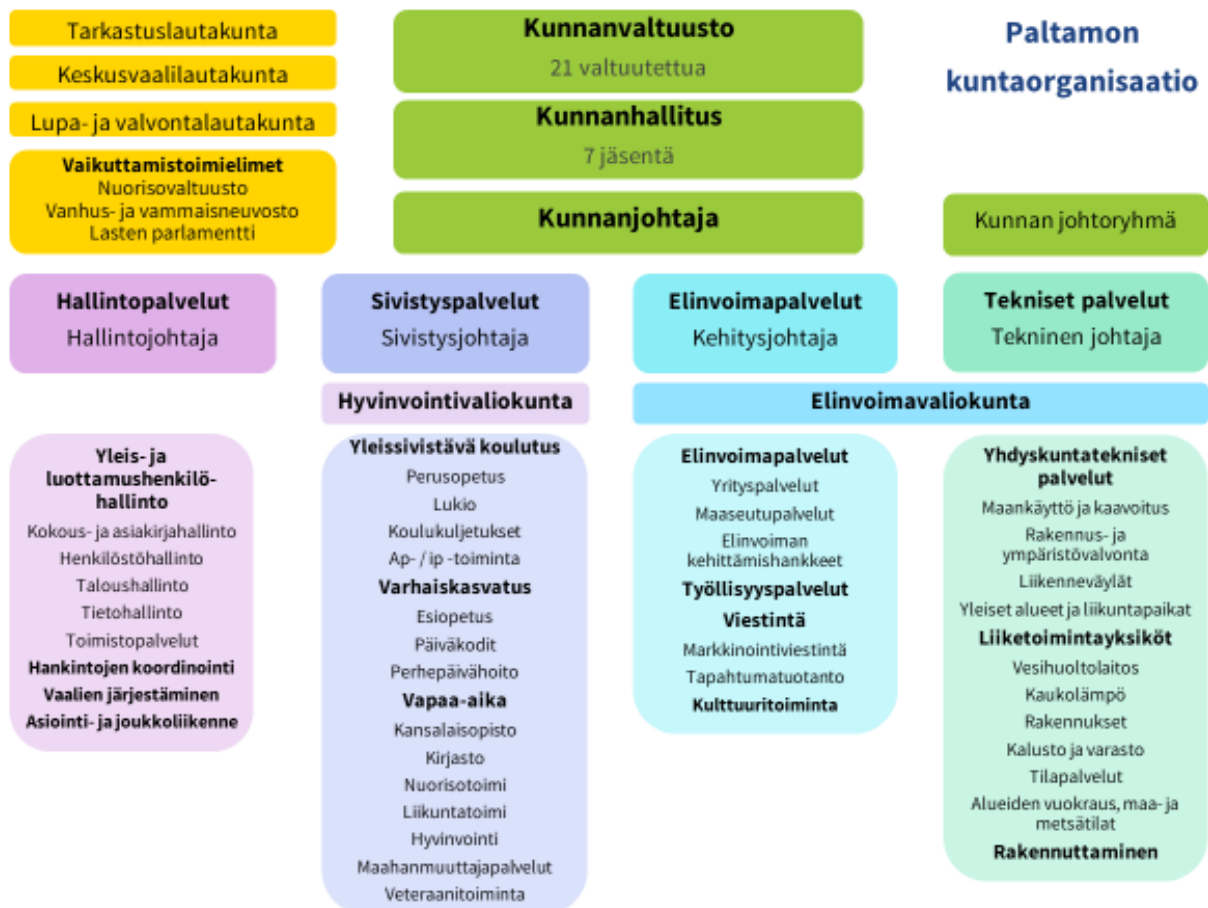 Tarkastuslautakunta
Keskusvaalilautakunta
Lupa- ja valvontalautakunta
Vaikuttamistoimielimet
Nuorisovaltuusto
Vanhus- ja vammaisneuvosto
Lasten parlamentti
Kunnanvaltuusto
21 valtuutettua
Kunnanhallitus
7 jäsentä
Kunnanjohtaja
Paltamon
kuntaorganisaatio
Kunnan johtoryhmä
Hallintopalvelut
Hallintojohtaja
Sivistyspalvelut
Sivistysjohtaja
Elinvoimapalvelut
Kehitysjohtaja
Tekniset palvelut
Tekninen johtaja
Hyvinvointivaliokunta
Elinvoimavaliokunta
Yleis- ja
luottamushenkilö-
hallinto
Kokous- ja asiakirjahallinto
Henkilöstöhallinto
Taloushallinto
Tietohallinto
Toimistopalvelut
Hankintojen koordinointi
Vaalien järjestäminen
Asiointi- ja joukkoliikenne
Yleissivistävä koulutus
Perusopetus
Lukio
Koulukuljetukset
Ap- / ip -toiminta
Varhaiskasvatus
Esiopetus
Päiväkodit
Perhepäivähoito
Vapaa-aika
Kansalaisopisto
Kirjasto
Nuorisotoimi
Liikuntatoimi
Hyvinvointi
Maahanmuuttajapalvelut
Veteraanitoiminta
Elinvoimapalvelut
Yrityspalvelut
Maaseutupalvelut
Elinvoiman
kehittämishankkeet
Työllisyyspalvelut
Viestintä
Markkinointiviestintä
Tapahtumatuotanto
Kulttuuritoiminta
Yhdyskuntatekniset
palvelut
Maankäyttö ja kaavoitus
Rakennus- ja
ympäristövalvonta
Liikenneväylät
Yleiset alueet ja liikuntapaikat
Liiketoimintayksiköt
Vesihuoltolaitos
Kaukolämpö
Rakennukset
Kalusto ja varasto
Tilapalvelut
Alueiden vuokraus, maa- ja
metsätilat
Rakennuttaminen